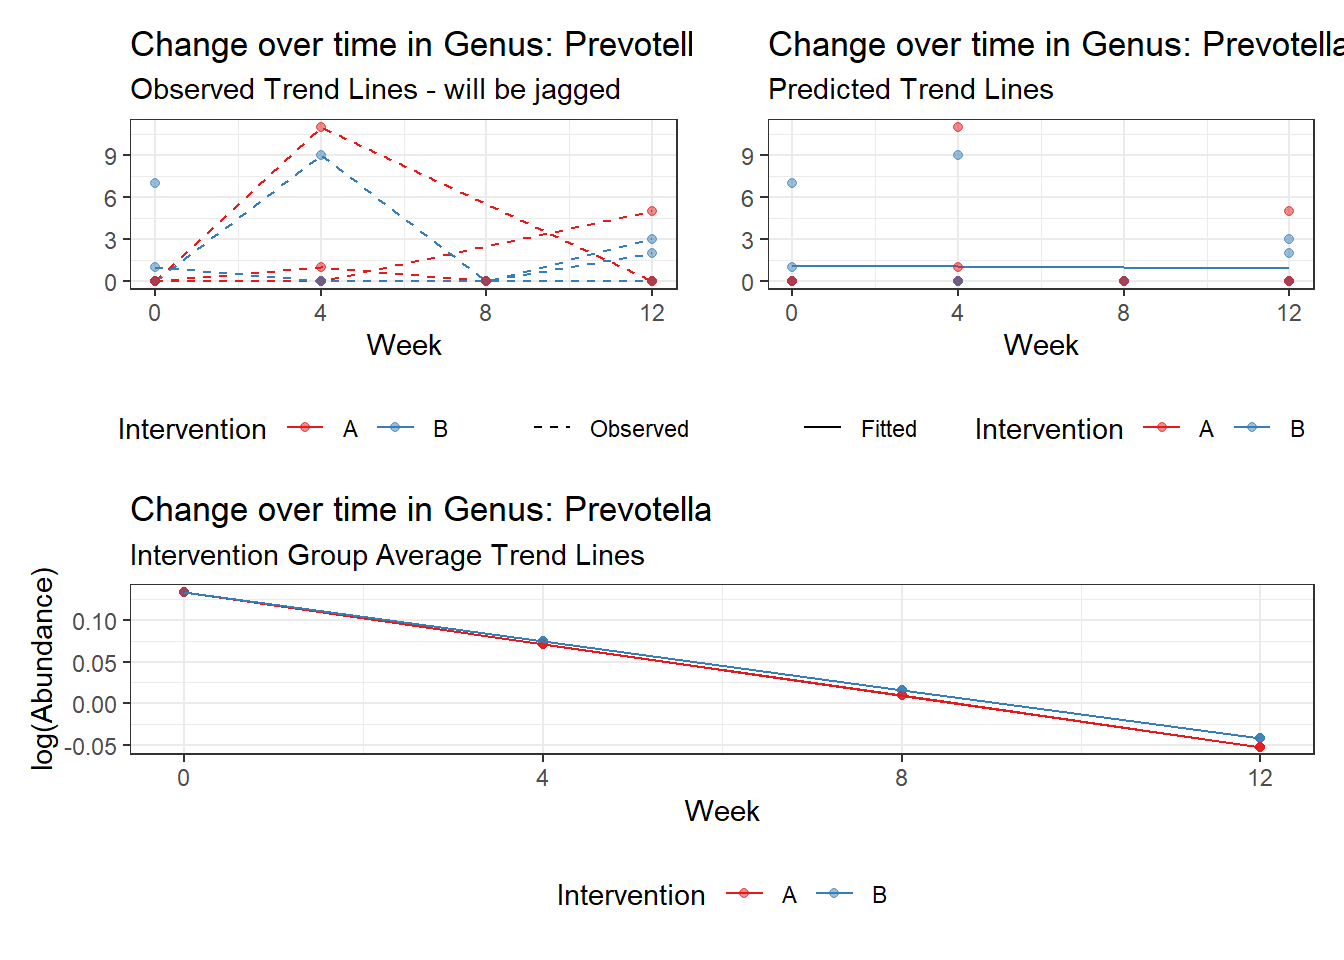 Change over time in Genus: Prevotell
Observed Trend Lines - will be jagged
9
6
3
0
0 4 8 12
Week
Intervention A B Observed
Change over time in Genus: Prevotella
Predicted Trend Lines
9
6
3
0
0 4 8 12
Week
Fitted Intervention A B
Change over time in Genus: Prevotella
Intervention Group Average Trend Lines
log(Abundance)
0.10
0.05
0.00
-0.05
0 4 8 12
Week
Intervention A B